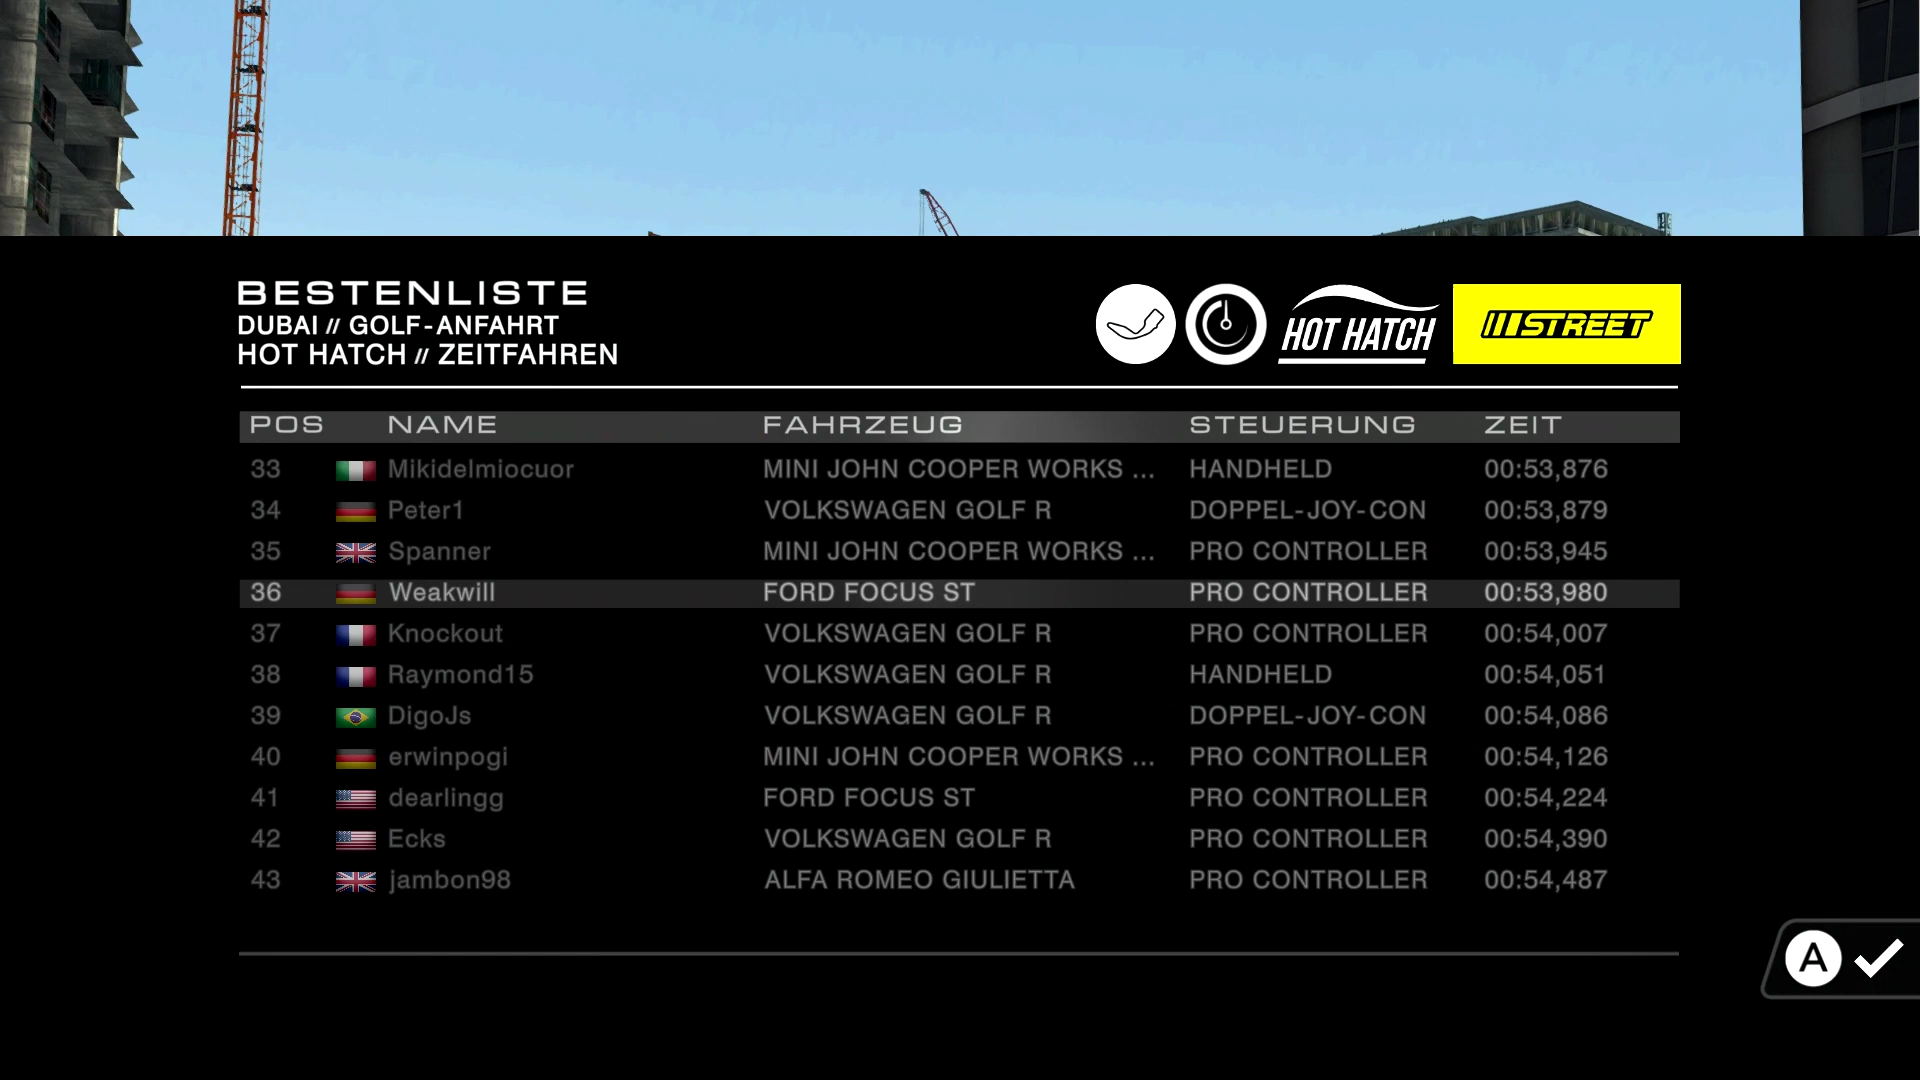 BESTENLISTE
DUBAI // GOLF-ANFAHRT
HOT HATCH // ZEITFAHREN
HOT HATCH
STREET
POS NAME FAHRZEUG STEUERUNG ZEIT
33 Mikidelmiocuor MINI JOHN COOPER WORKS ... HANDHELD 00:53,876
34 Peter1 VOLKSWAGEN GOLF R DOPPEL-JOY-CON 00:53,879
35 Spanner MINI JOHN COOPER WORKS ... PRO CONTROLLER 00:53,945
36 Weakwill FORD FOCUS ST PRO CONTROLLER 00:53,980
37 Knockout VOLKSWAGEN GOLF R PRO CONTROLLER 00:54,007
38 Raymond15 VOLKSWAGEN GOLF R HANDHELD 00:54,051
39 DigoJs VOLKSWAGEN GOLF R DOPPEL-JOY-CON 00:54,086
40 erwinpogi MINI JOHN COOPER WORKS ... PRO CONTROLLER 00:54,126
41 dearlingg FORD FOCUS ST PRO CONTROLLER 00:54,224
42 Ecks VOLKSWAGEN GOLF R PRO CONTROLLER 00:54,390
43 jambon98 ALFA ROMEO GIULIETTA PRO CONTROLLER 00:54,487
A